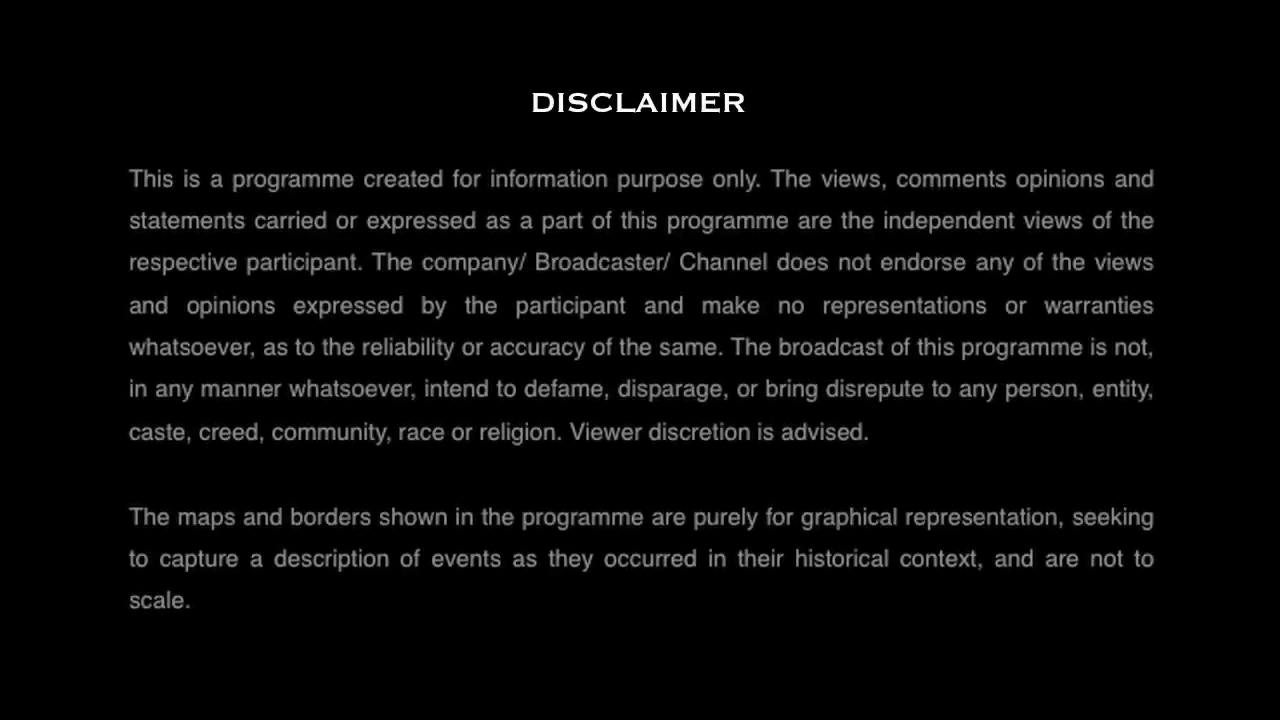 DISCLAIMER
This is a programme created for information purpose only. The views, comments opinions and
statements carried or expressed as a part of this programme are the independent views of the
respective participant. The company/ Broadcaster/ Channel does not endorse any of the views
and opinions expressed by the participant and make no representations or warranties
whatsoever, as to the reliability or accuracy of the same. The broadcast of this programme is not,
in any manner whatsoever, intend to defame, disparage, or bring disrepute to any person, entity,
caste, creed, community, race or religion. Viewer discretion is advised.
The maps and borders shown in the programme are purely for graphical representation, seeking
to capture a description of events as they occurred in their historical context, and are not to
scale.